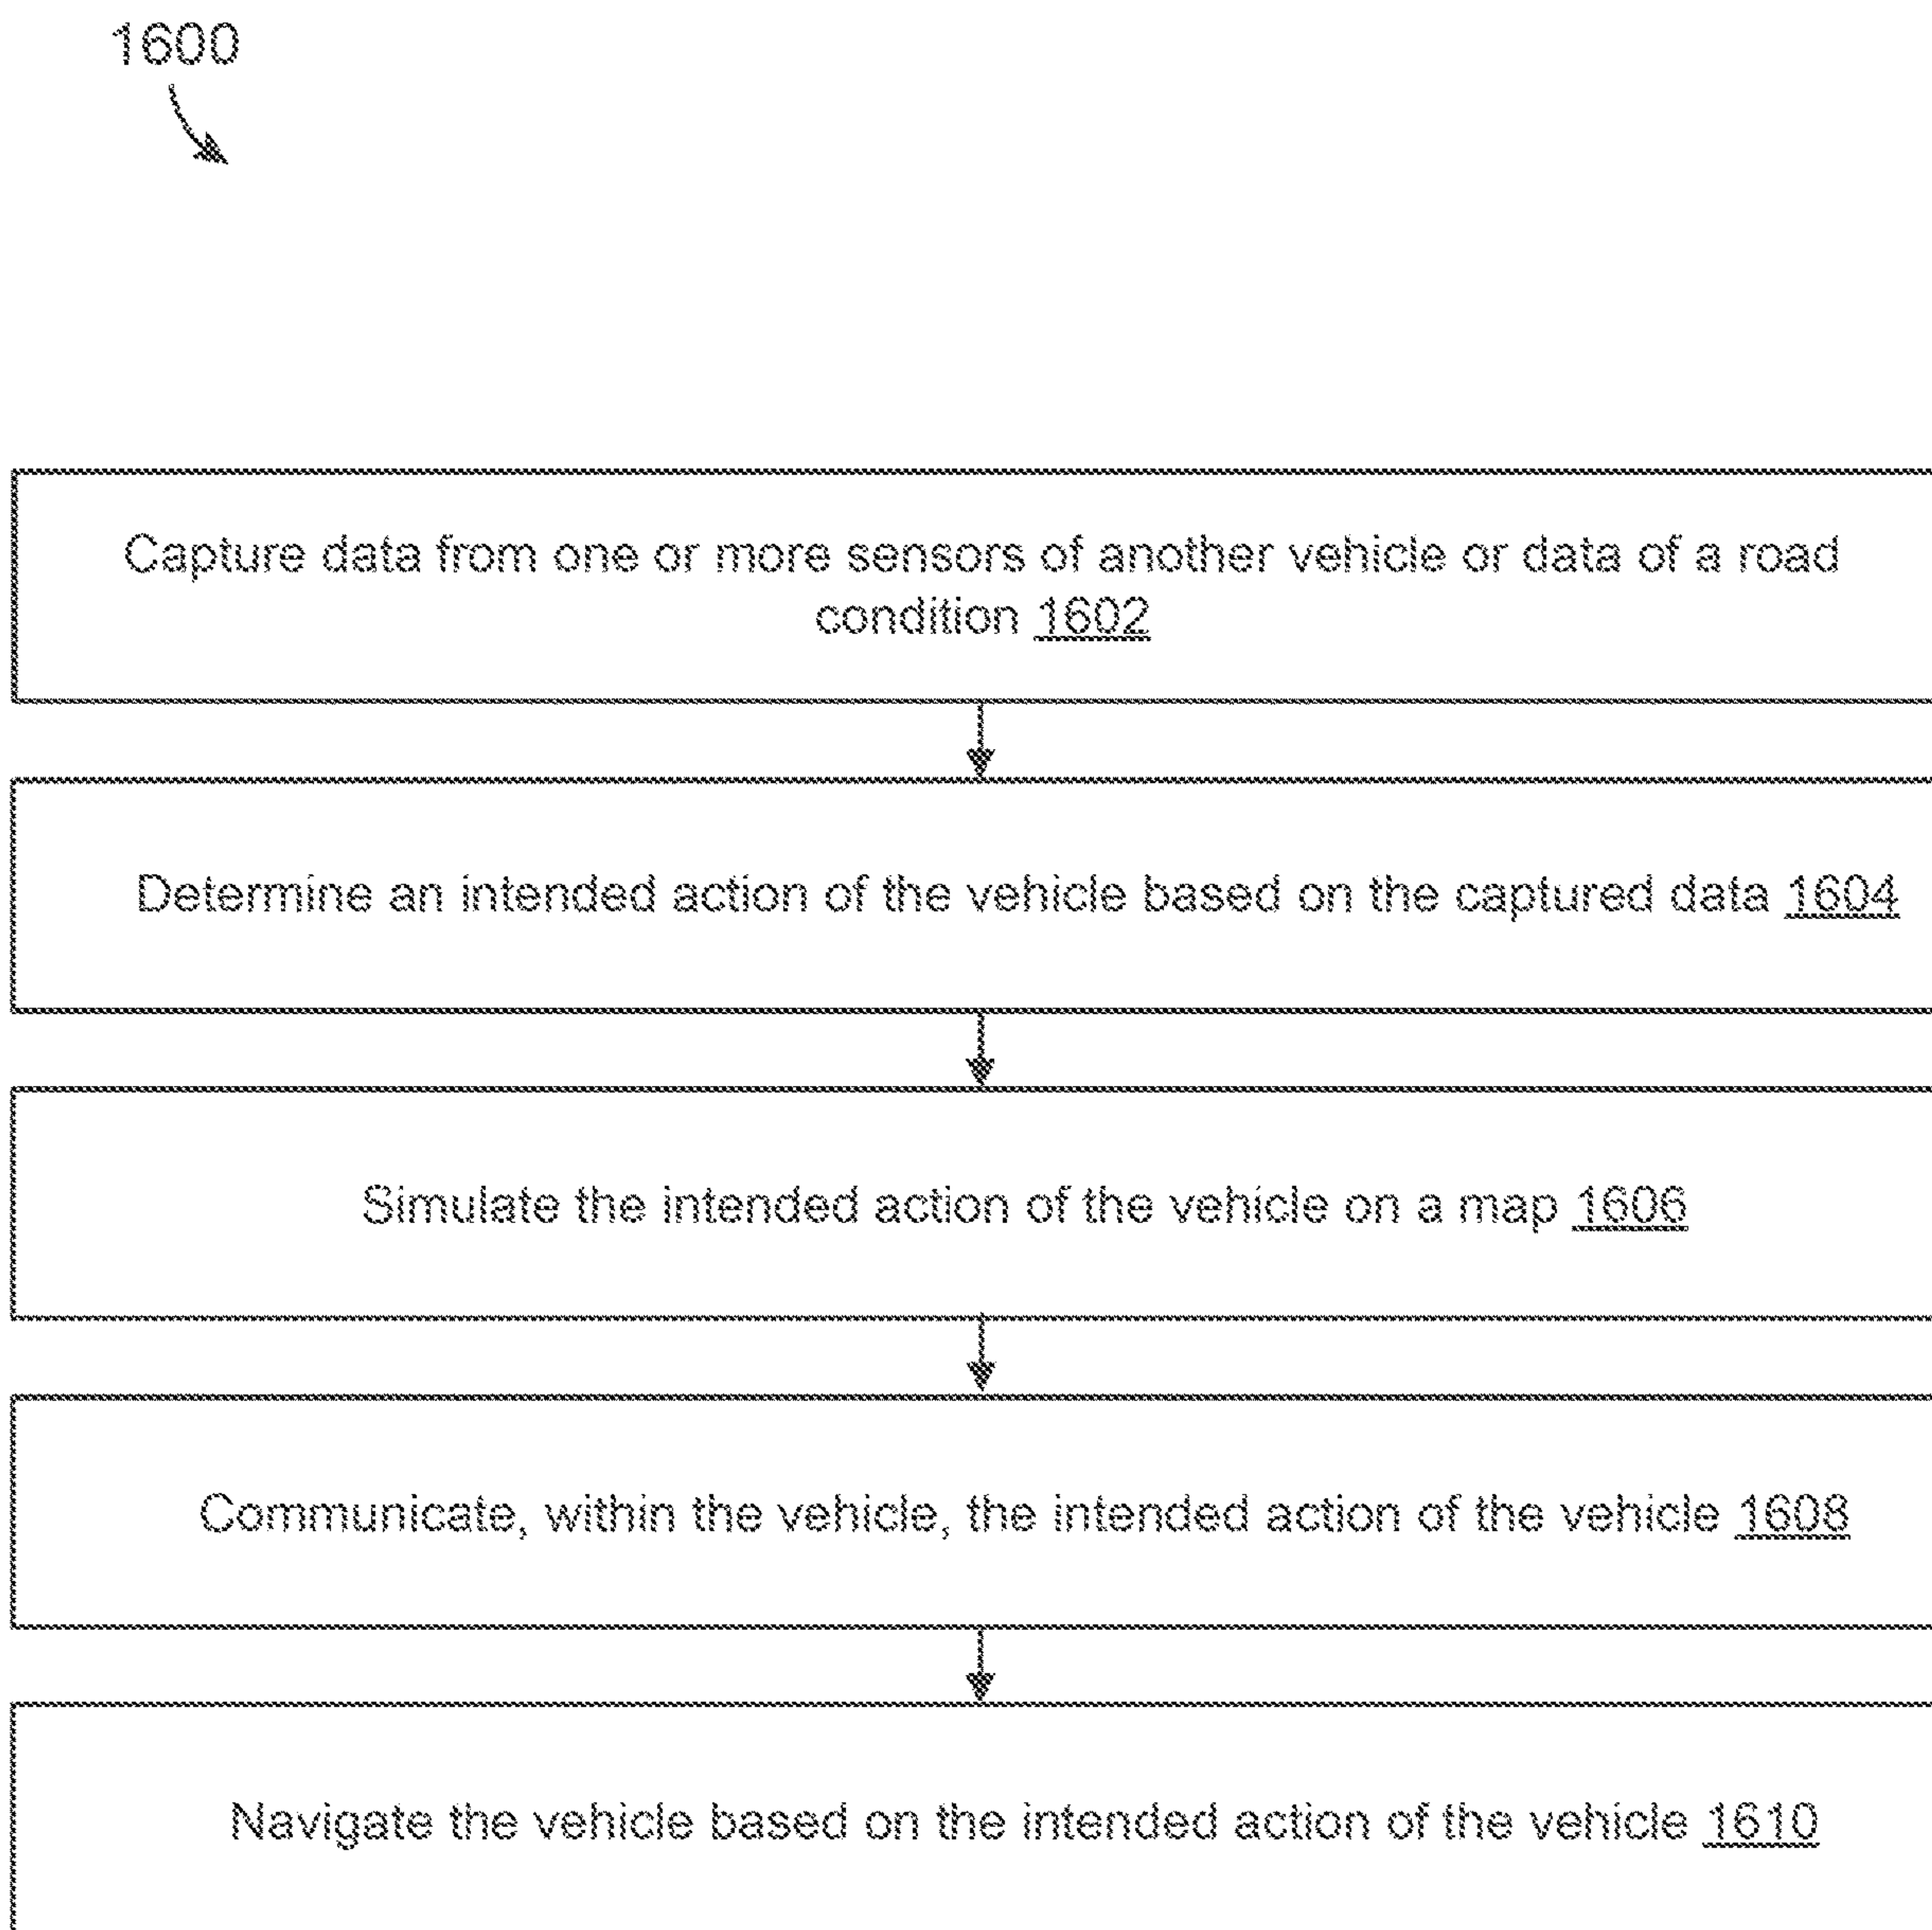 1600
Capture data from one or more sensors of another vehicle or data of a road
condition 1602
Determine an intended action of the vehicle based on the captured data 1604
Simulate the intended action of the vehicle on a map 1606
Communicate, within the vehicle, the intended action of the vehicle 1608
Navigate the vehicle based on the intended action of the vehicle 1610